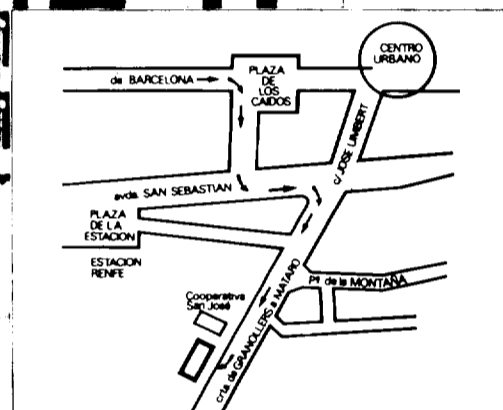 CENTRO
URBANO
de BARCELONA
PLAZA
DE
LOS
CAIDOS
c/ JOSE UMBERT
avda. SAN SEBASTIAN
PLAZA
DE LA
ESTACION
ESTACION
RENFE
Pº de la MONTAÑA
Cooperativa
San José
crta. de GRANOLLERS a MATARO